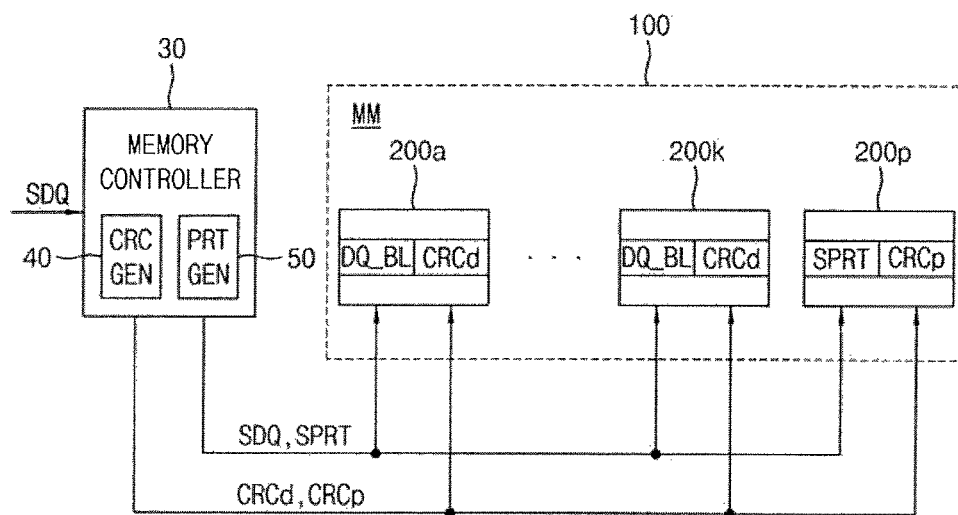 100
30
MM
MEMORY
CONTROLLER
200a
200k
200p
SDQ
CRC
GEN
PRT
GEN
40
50
DQ_BL
CRCd
. . .
DQ_BL
CRCd
SPRT
CRCp
SDQ,SPRT
CRCd,CRCp